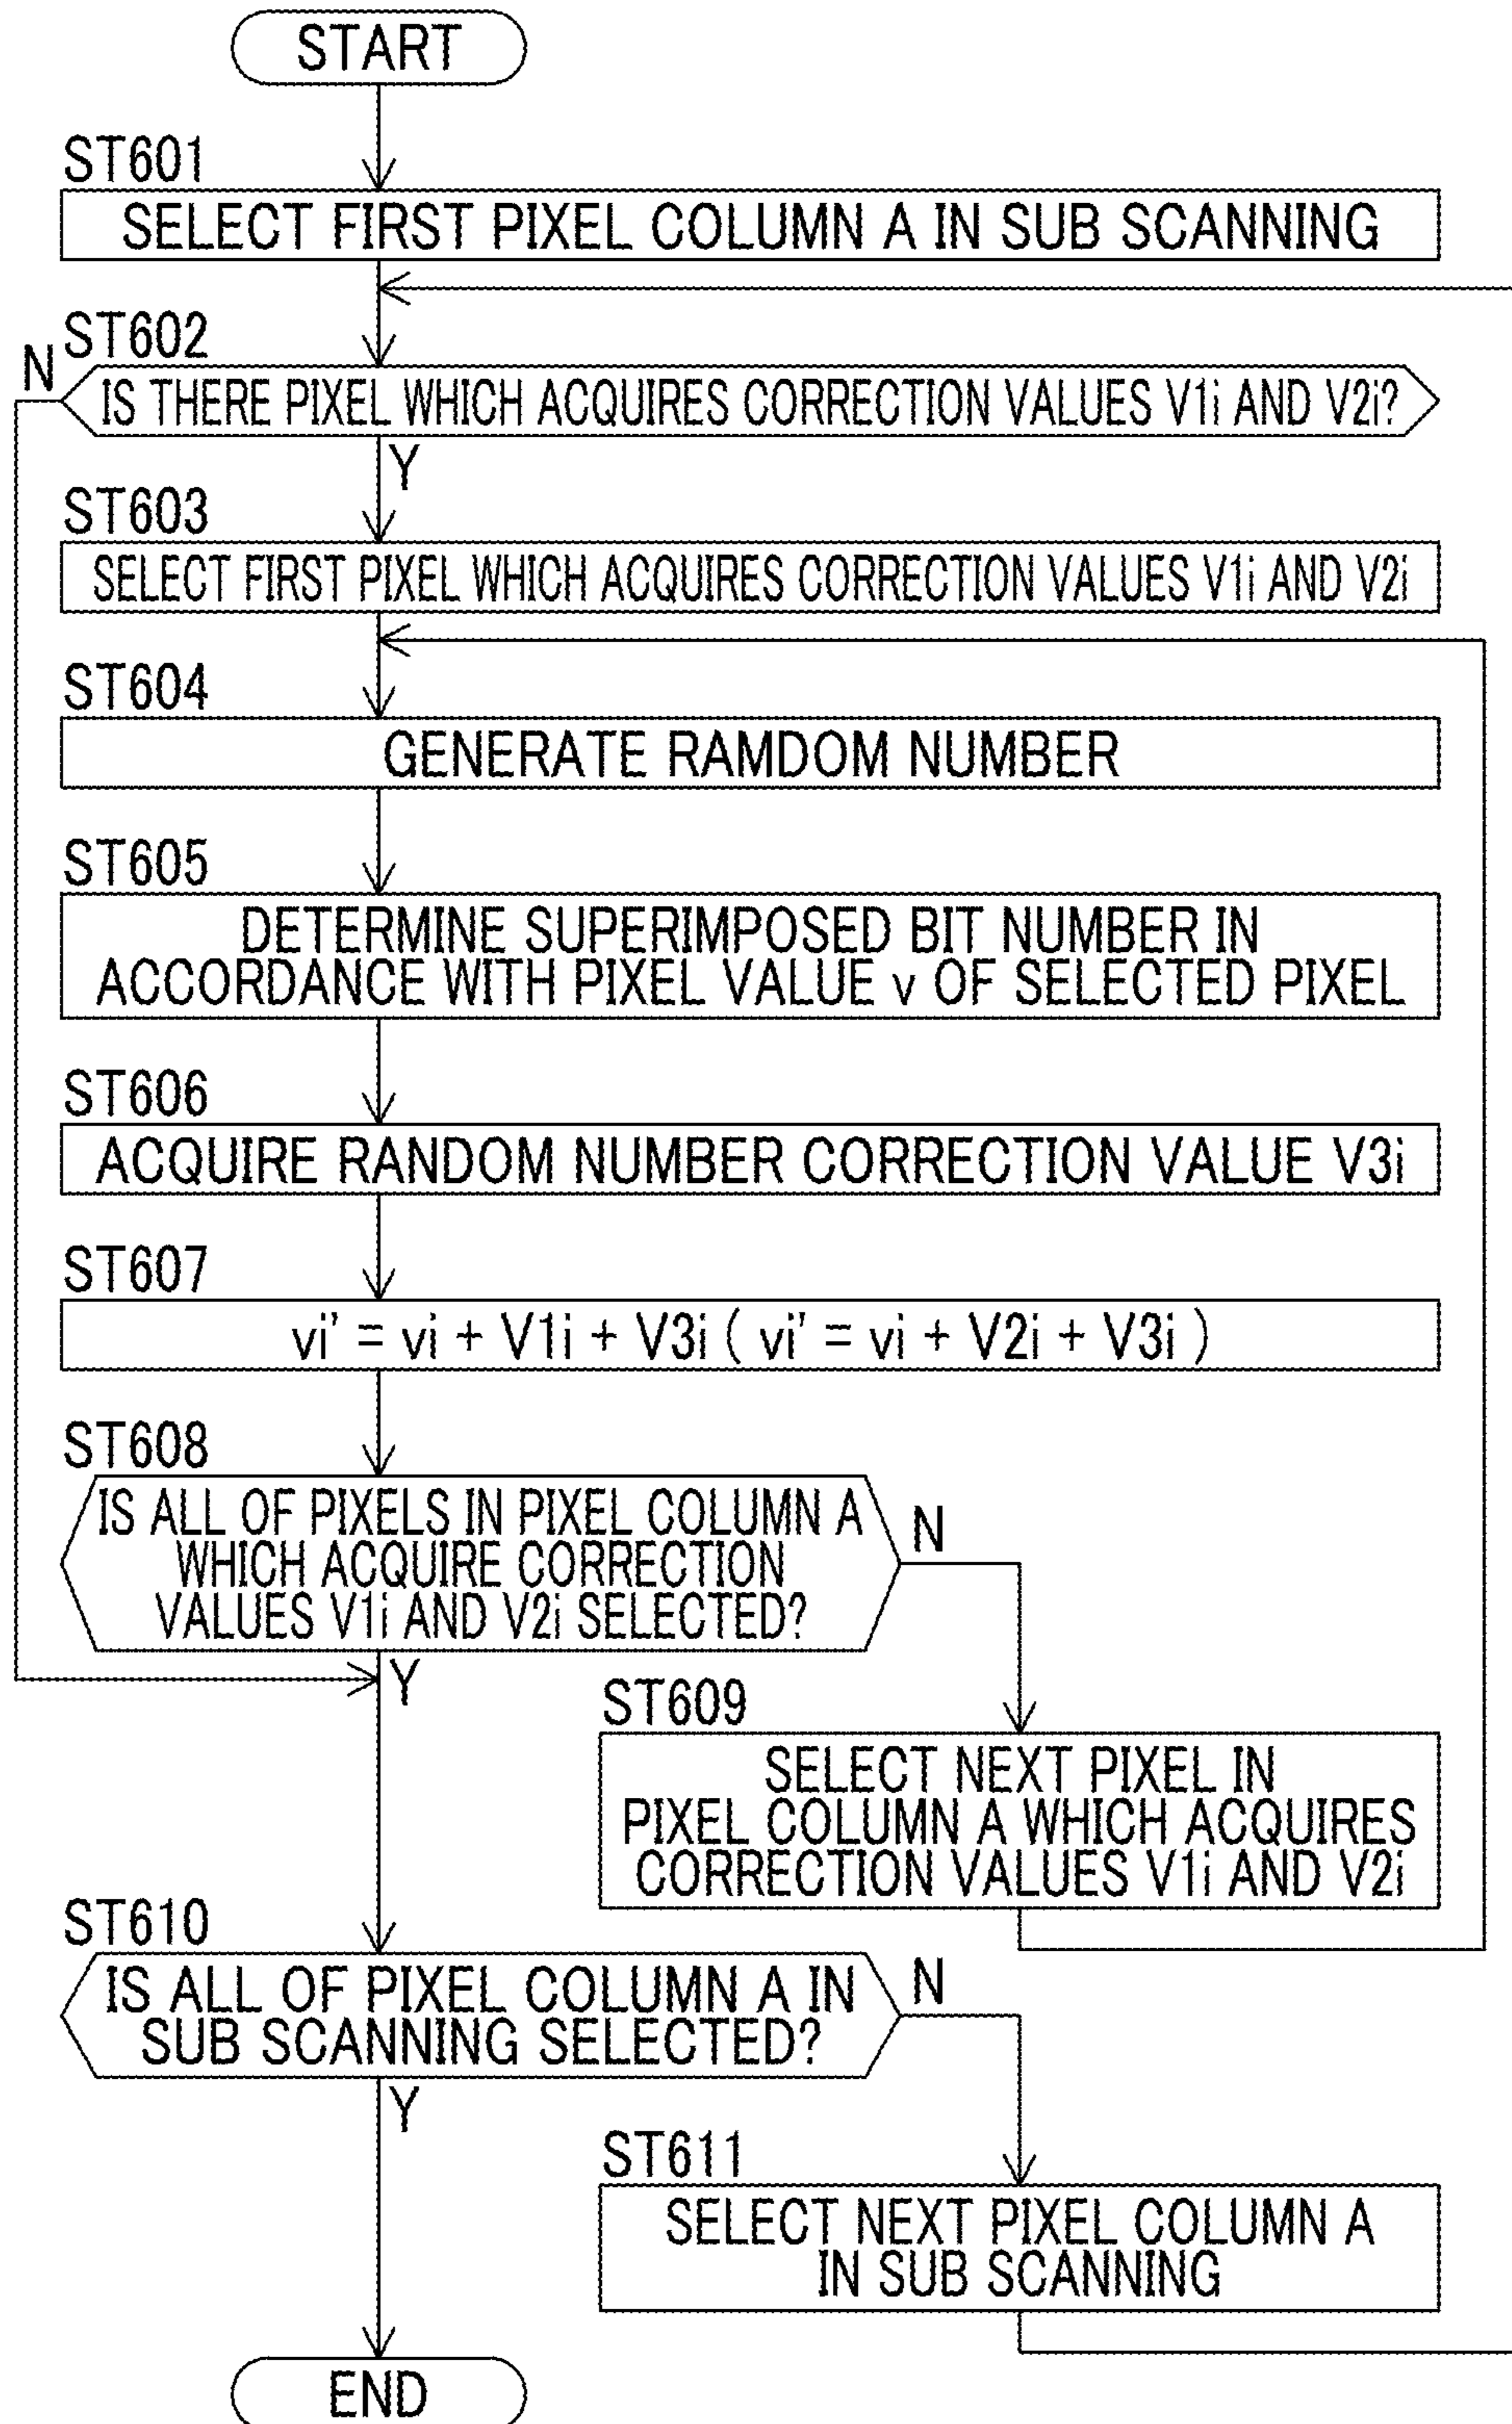 START
ST601
SELECT FIRST PIXEL COLUMN A IN SUB SCANNING
ST602
N
IS THERE PIXEL WHICH ACQUIRES CORRECTION VALUES V1i AND V2i?
Y
ST603
SELECT FIRST PIXEL WHICH ACQUIRES CORRECTION VALUES V1i AND V2i
ST604
GENERATE RAMDOM NUMBER
ST605
DETERMINE SUPERIMPOSED BIT NUMBER IN
ACCORDANCE WITH PIXEL VALUE v OF SELECTED PIXEL
ST606
ACQUIRE RANDOM NUMBER CORRECTION VALUE V3i
ST607
vi' = vi + V1i + V3i ( vi' = vi + V2i + V3i )
ST608
IS ALL OF PIXELS IN PIXEL COLUMN A
WHICH ACQUIRE CORRECTION
VALUES V1i AND V2i SELECTED?
N
Y
ST609
SELECT NEXT PIXEL IN
PIXEL COLUMN A WHICH ACQUIRES
CORRECTION VALUES V1i AND V2i
ST610
IS ALL OF PIXEL COLUMN A IN
SUB SCANNING SELECTED?
N
Y
ST611
SELECT NEXT PIXEL COLUMN A
IN SUB SCANNING
END